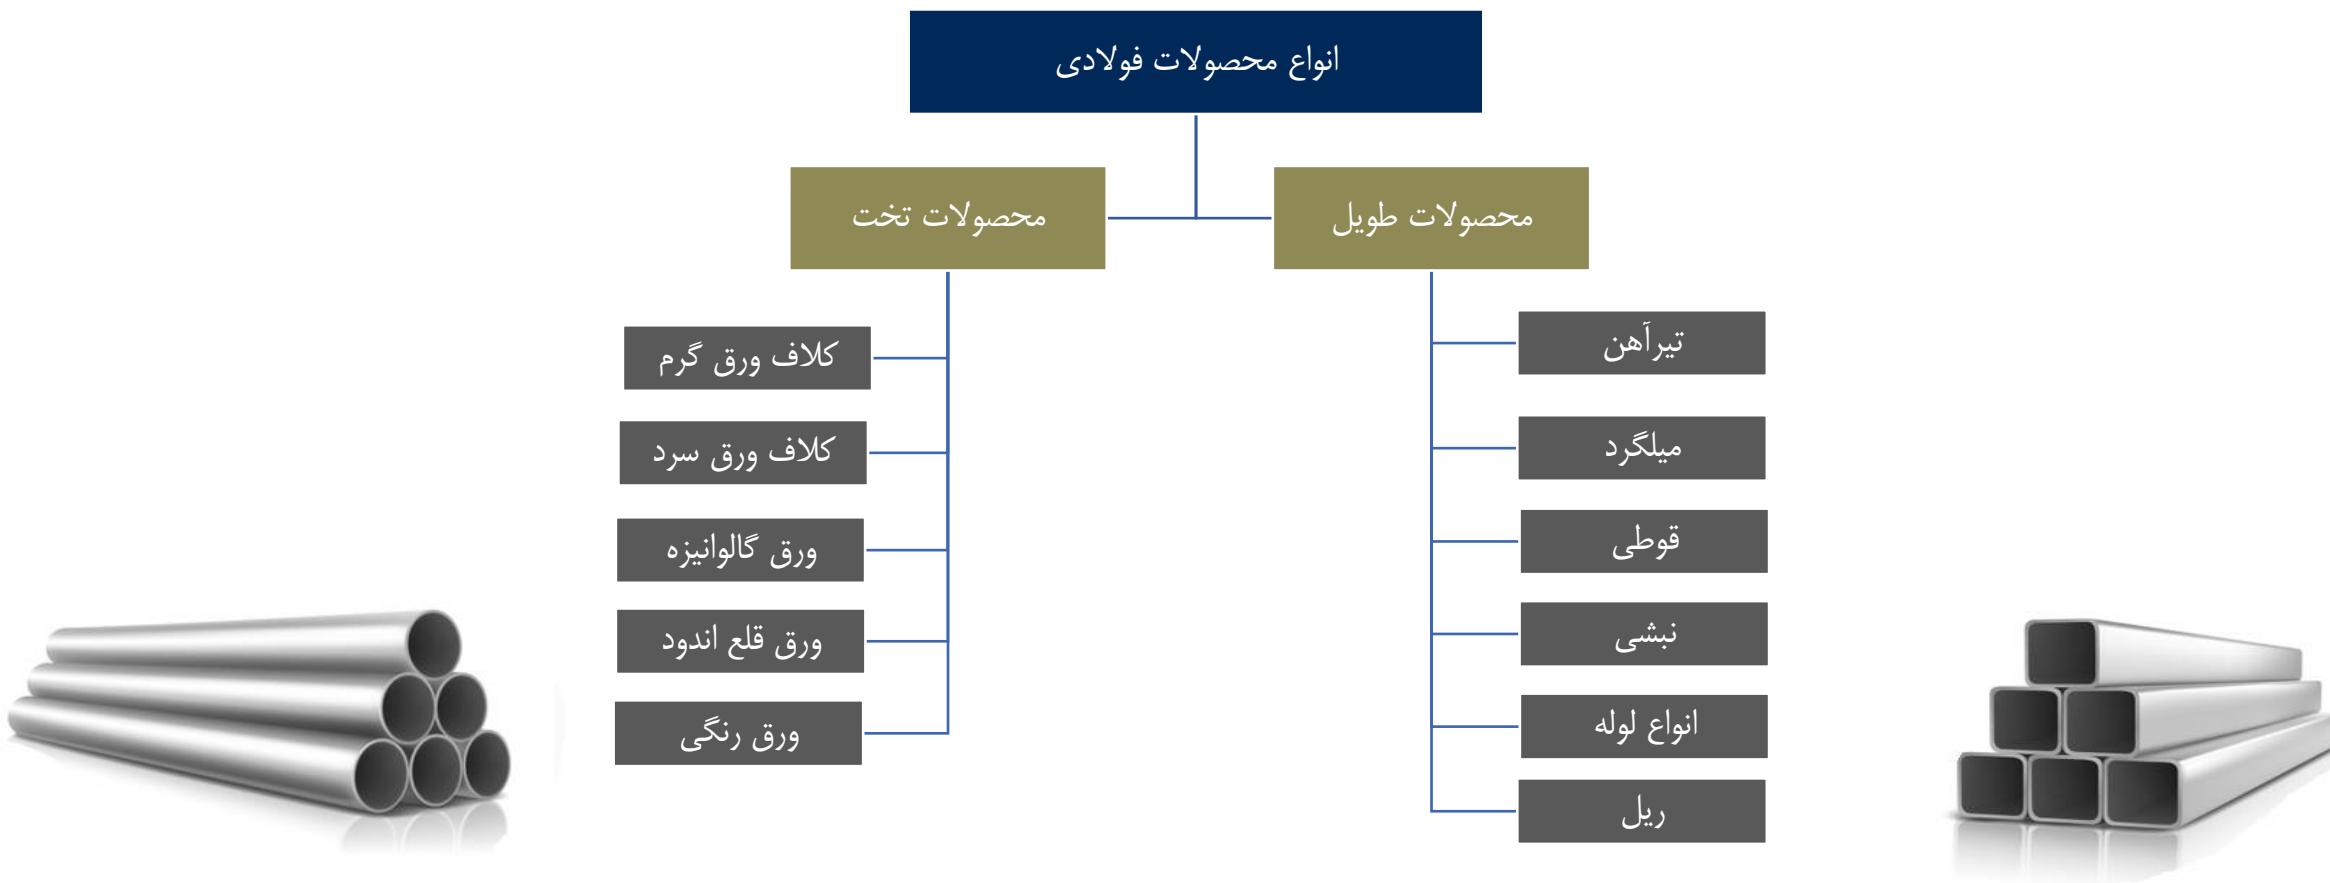 انواع محصولات فولادی
محصولات طویل
تیرآهن
میلگرد
قوطی
نبشی
انواع لوله
ریل
محصولات تخت
کلاف ورق گرم
کلاف ورق سرد
ورق گالوانیزه
ورق قلع اندود
ورق رنگی